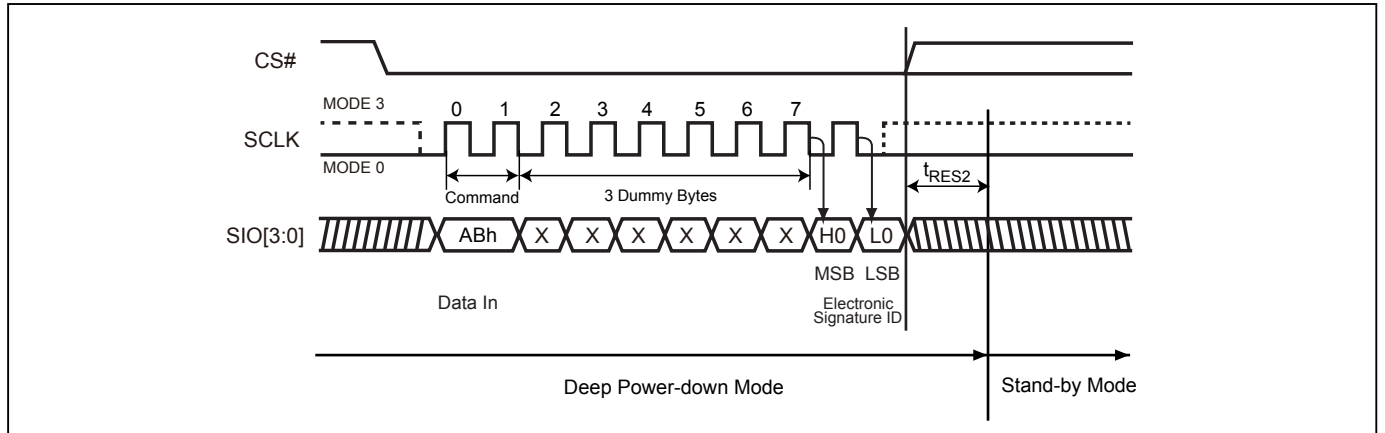 CS#
MODE 3
0 1 2 3 4 5 6 7
SCLK
MODE 0
tRES2
Command
3 Dummy Bytes
SIO[3:0]
ABh X X X X X X H0 L0
MSB LSB
Data In
Electronic
Signature ID
Deep Power-down Mode
Stand-by Mode